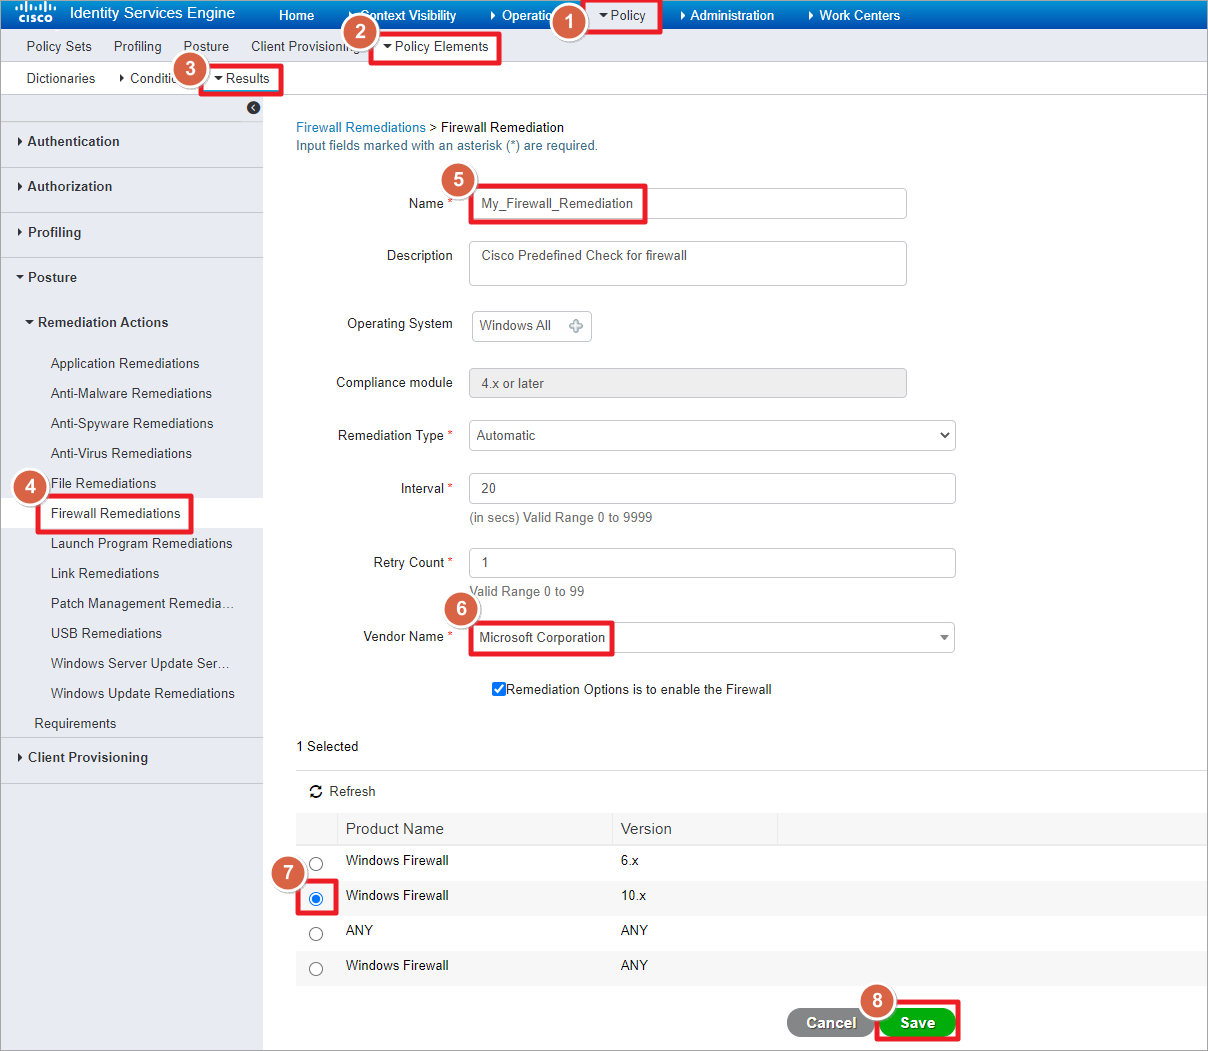 CISCO Identity Services Engine Home Context Visibility Operatio 1 Policy Administration Work Centers
Policy Sets Profiling Posture Client Provisioning 2 Policy Elements
Dictionaries Conditio 3 Results
Authentication
Authorization
Profiling
Posture
Remediation Actions
Application Remediations
Anti-Malware Remediations
Anti-Spyware Remediations
Anti-Virus Remediations
File Remediations
4
Firewall Remediations
Launch Program Remediations
Link Remediations
Patch Management Remedia...
USB Remediations
Windows Server Update Ser...
Windows Update Remediations
Requirements
Client Provisioning
Firewall Remediations > Firewall Remediation
Input fields marked with an asterisk (*) are required.
5
Name * My_Firewall_Remediation
Description Cisco Predefined Check for firewall
Operating System Windows All
Compliance module 4.x or later
Remediation Type * Automatic
Interval * 20
(in secs) Valid Range 0 to 9999
Retry Count * 1
Valid Range 0 to 99
6
Vendor Name * Microsoft Corporation
Remediation Options is to enable the Firewall
1 Selected
Refresh
Product Name Version
Windows Firewall 6.x
7
Windows Firewall 10.x
ANY ANY
Windows Firewall ANY
8
Cancel Save